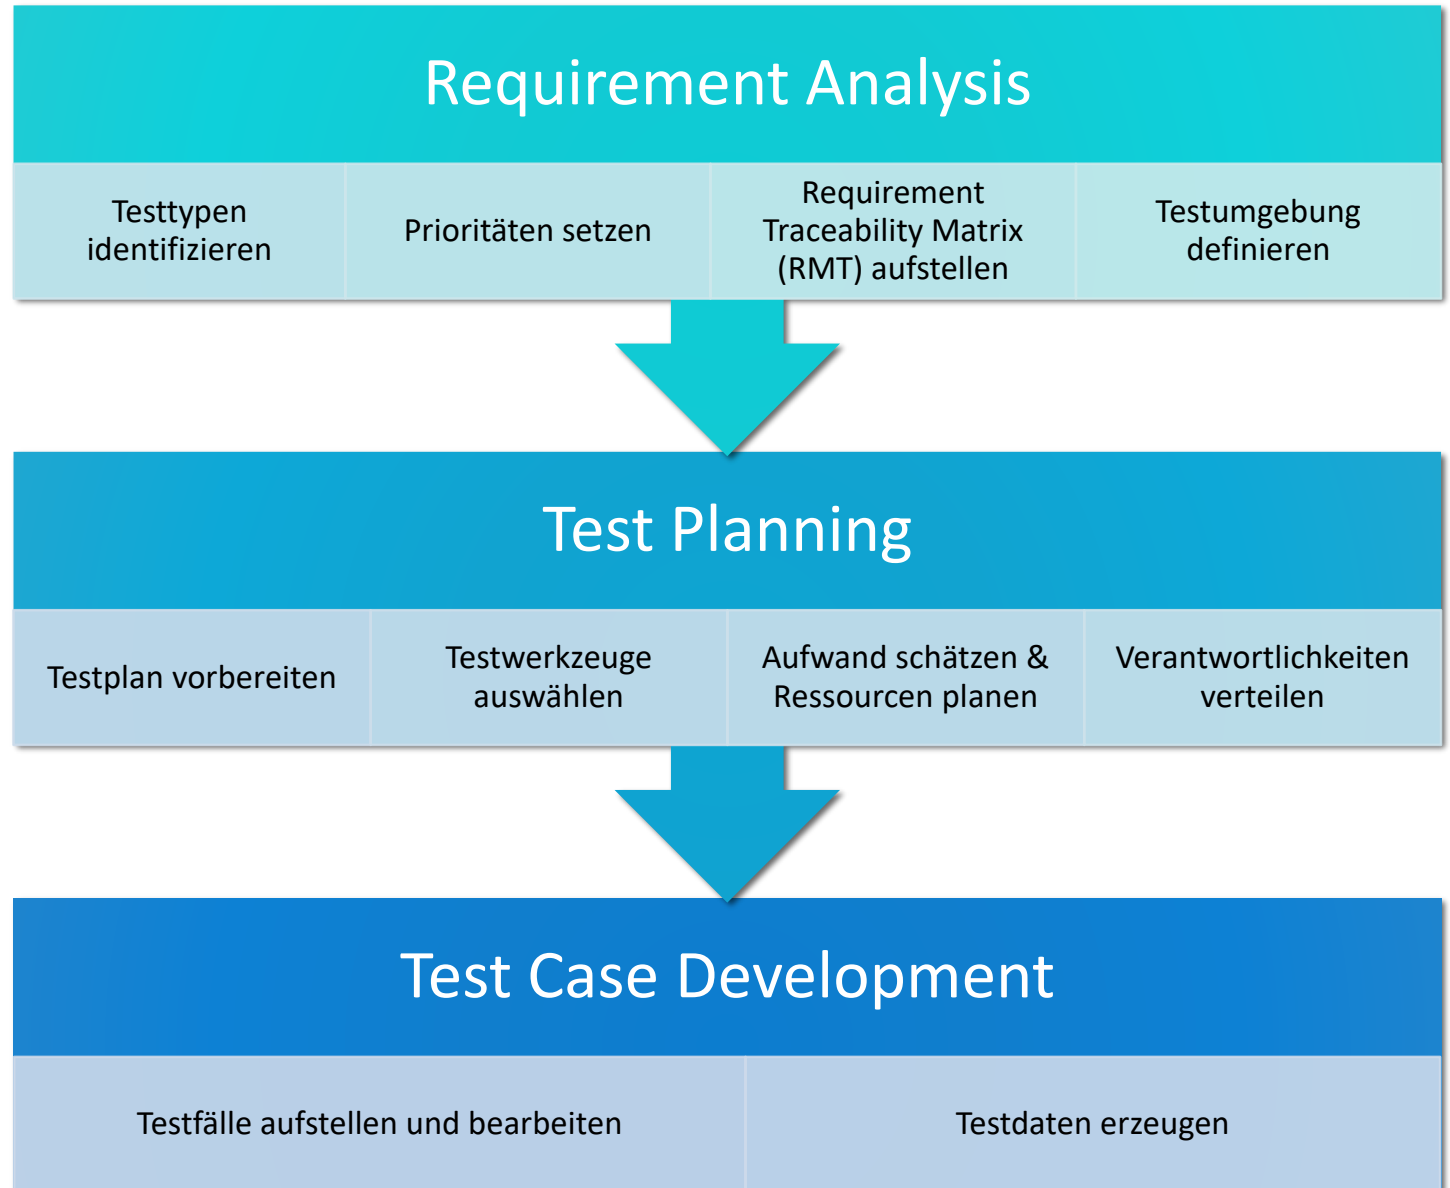 Requirement Analysis
Testtypen
identifizieren
Prioritäten setzen
Requirement
Traceability Matrix
(RMT) aufstellen
Testumgebung
definieren
Test Planning
Testplan vorbereiten
Testwerkzeuge
auswählen
Aufwand schätzen &
Ressourcen planen
Verantwortlichkeiten
verteilen
Test Case Development
Testfälle aufstellen und bearbeiten
Testdaten erzeugen